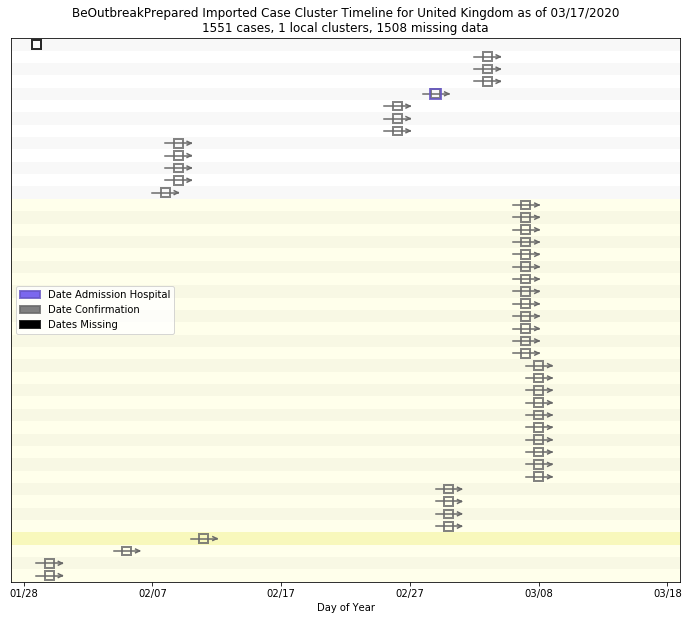 BeOutbreakPrepared Imported Case Cluster Timeline for United Kingdom as of 03/17/2020
1551 cases, 1 local clusters, 1508 missing data
Date Admission Hospital
Date Confirmation
Dates Missing
01/28 02/07 02/17 02/27 03/08 03/18
Day of Year